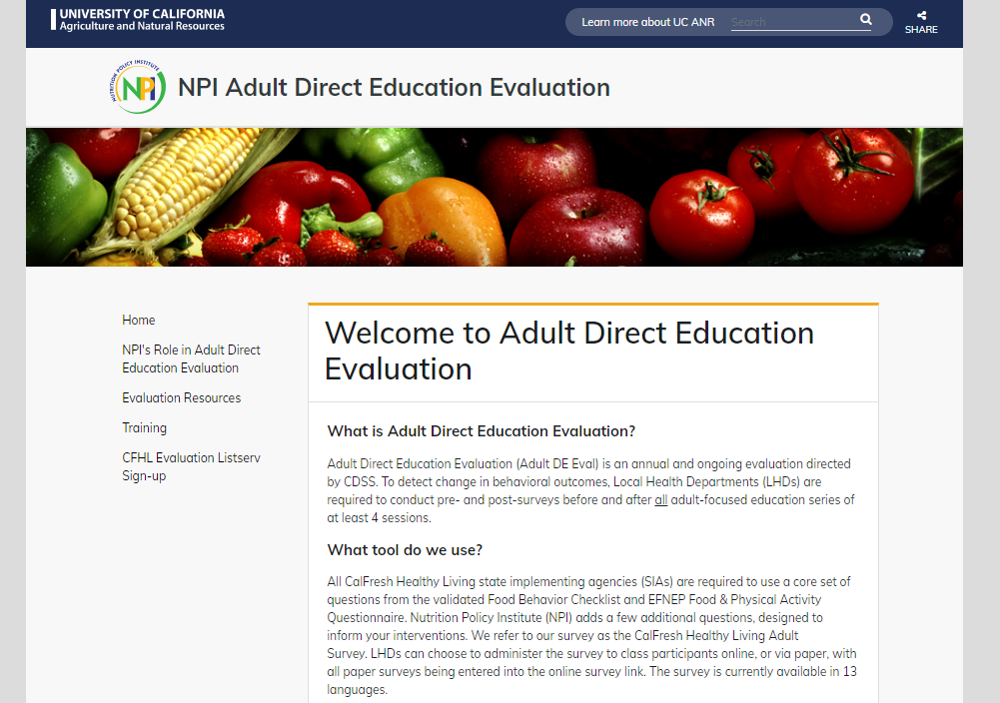 UNIVERSITY OF CALIFORNIA
Agriculture and Natural Resources
Learn more about UC ANR
Search
SHARE
NUTRITION POLICY INSTITUTE
NPI
NPI Adult Direct Education Evaluation
Home
NPI's Role in Adult Direct
Education Evaluation
Evaluation Resources
Training
CFHL Evaluation Listserv
Sign-up
Welcome to Adult Direct Education
Evaluation
What is Adult Direct Education Evaluation?
Adult Direct Education Evaluation (Adult DE Eval) is an annual and ongoing evaluation directed
by CDSS. To detect change in behavioral outcomes, Local Health Departments (LHDs) are
required to conduct pre- and post-surveys before and after all adult-focused education series of
at least 4 sessions.
What tool do we use?
All CalFresh Healthy Living state implementing agencies (SIAs) are required to use a core set of
questions from the validated Food Behavior Checklist and EFNEP Food & Physical Activity
Questionnaire. Nutrition Policy Institute (NPI) adds a few additional questions, designed to
inform your interventions. We refer to our survey as the CalFresh Healthy Living Adult
Survey. LHDs can choose to administer the survey to class participants online, or via paper, with
all paper surveys being entered into the online survey link. The survey is currently available in 13
languages.